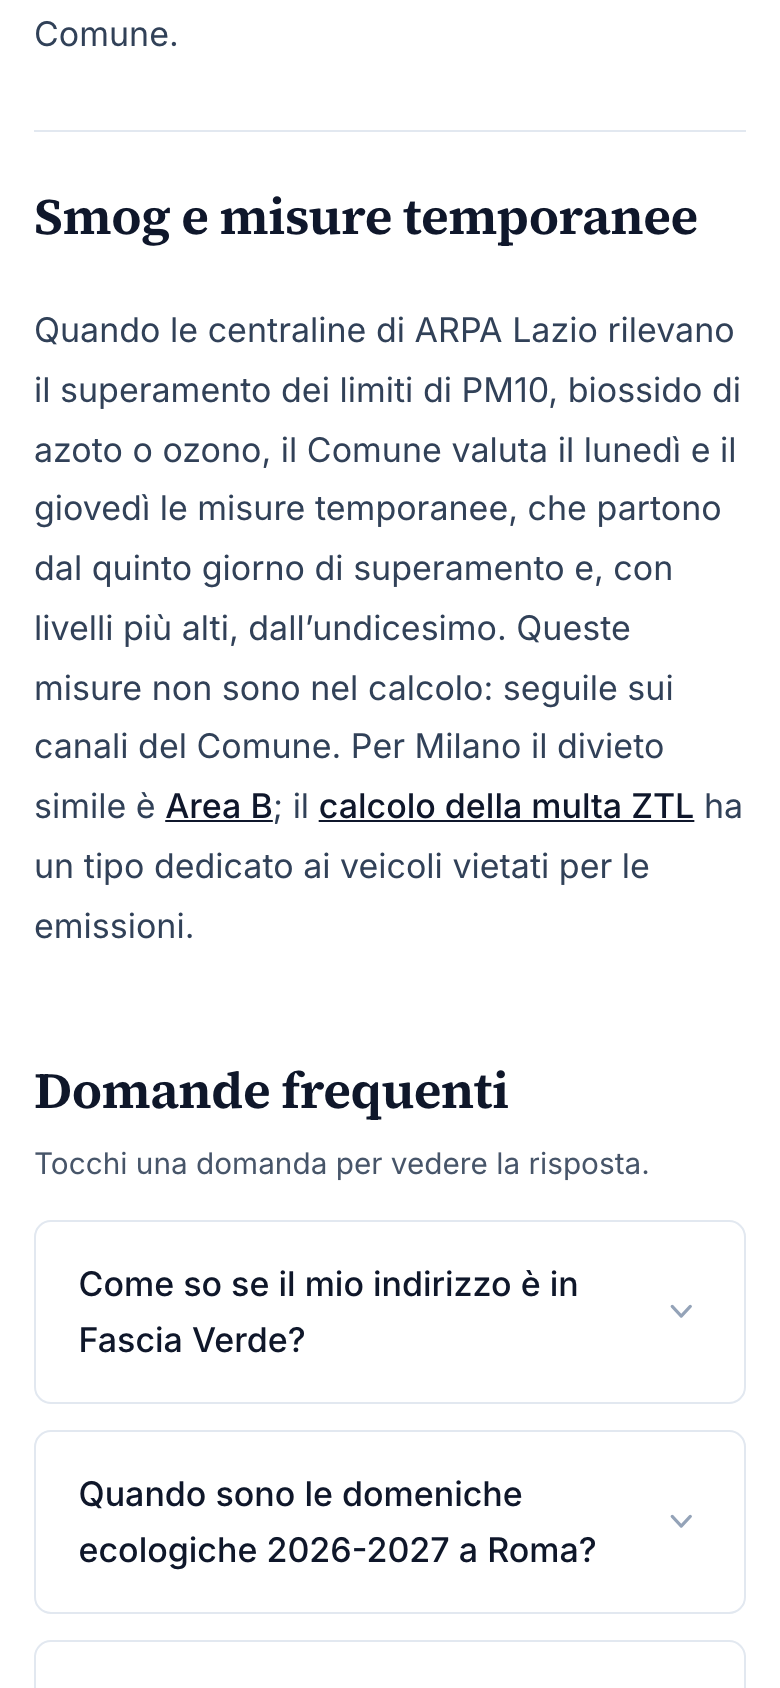 Comune.
Smog e misure temporanee
Quando le centraline di ARPA Lazio rilevano
il superamento dei limiti di PM10, biossido di
azoto o ozono, il Comune valuta il lunedì e il
giovedì le misure temporanee, che partono
dal quinto giorno di superamento e, con
livelli più alti, dall’undicesimo. Queste
misure non sono nel calcolo: seguile sui
canali del Comune. Per Milano il divieto
simile è Area B; il calcolo della multa ZTL ha
un tipo dedicato ai veicoli vietati per le
emissioni.
Domande frequenti
Tocchi una domanda per vedere la risposta.
Come so se il mio indirizzo è in
Fascia Verde?
Quando sono le domeniche
ecologiche 2026-2027 a Roma?